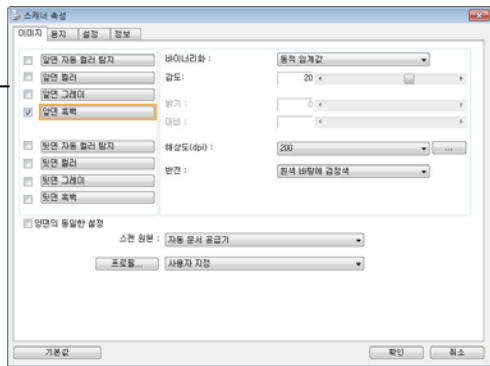 스캐너 속성
이미지 용지 설정 정보
앞면 자동 컬러 탐지
앞면 컬러
앞면 그레이
앞면 흑백
뒷면 자동 컬러 탐지
뒷면 컬러
뒷면 그레이
뒷면 흑백
바이너리화 : 동적 임계값
감도: 20
밝기 : 0
대비 :
해상도(dpi) : 200 ...
반전 : 흰색 바탕에 검정색
양면의 동일한 설정
스캔 원본 : 자동 문서 공급기
프로필... 사용자 지정
기본값 확인 취소